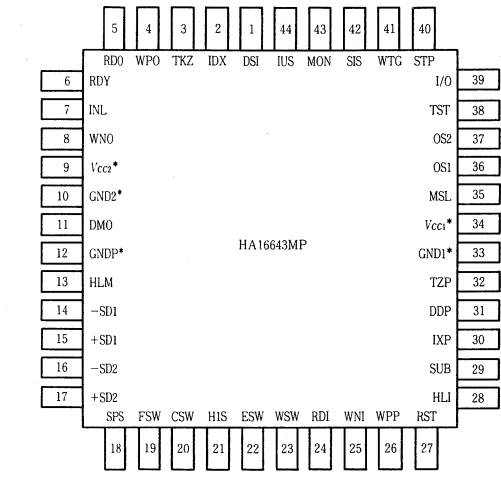 5 4 3 2 1 44 43 42 41 40
RD0 WPO TKZ IDX DSI IUS MON SIS WTG STP
6 RDY I/O 39
7 INL TST 38
8 WNO OS2 37
9 Vcc2* OS1 36
10 GND2* MSL 35
11 DMO Vcc1* 34
12 GNDP* HA16643MP GND1* 33
13 HLM TZP 32
14 −SD1 DDP 31
15 +SD1 IXP 30
16 −SD2 SUB 29
17 +SD2 HLI 28
SPS FSW CSW H1S ESW WSW RDI WNI WPP RST
18 19 20 21 22 23 24 25 26 27